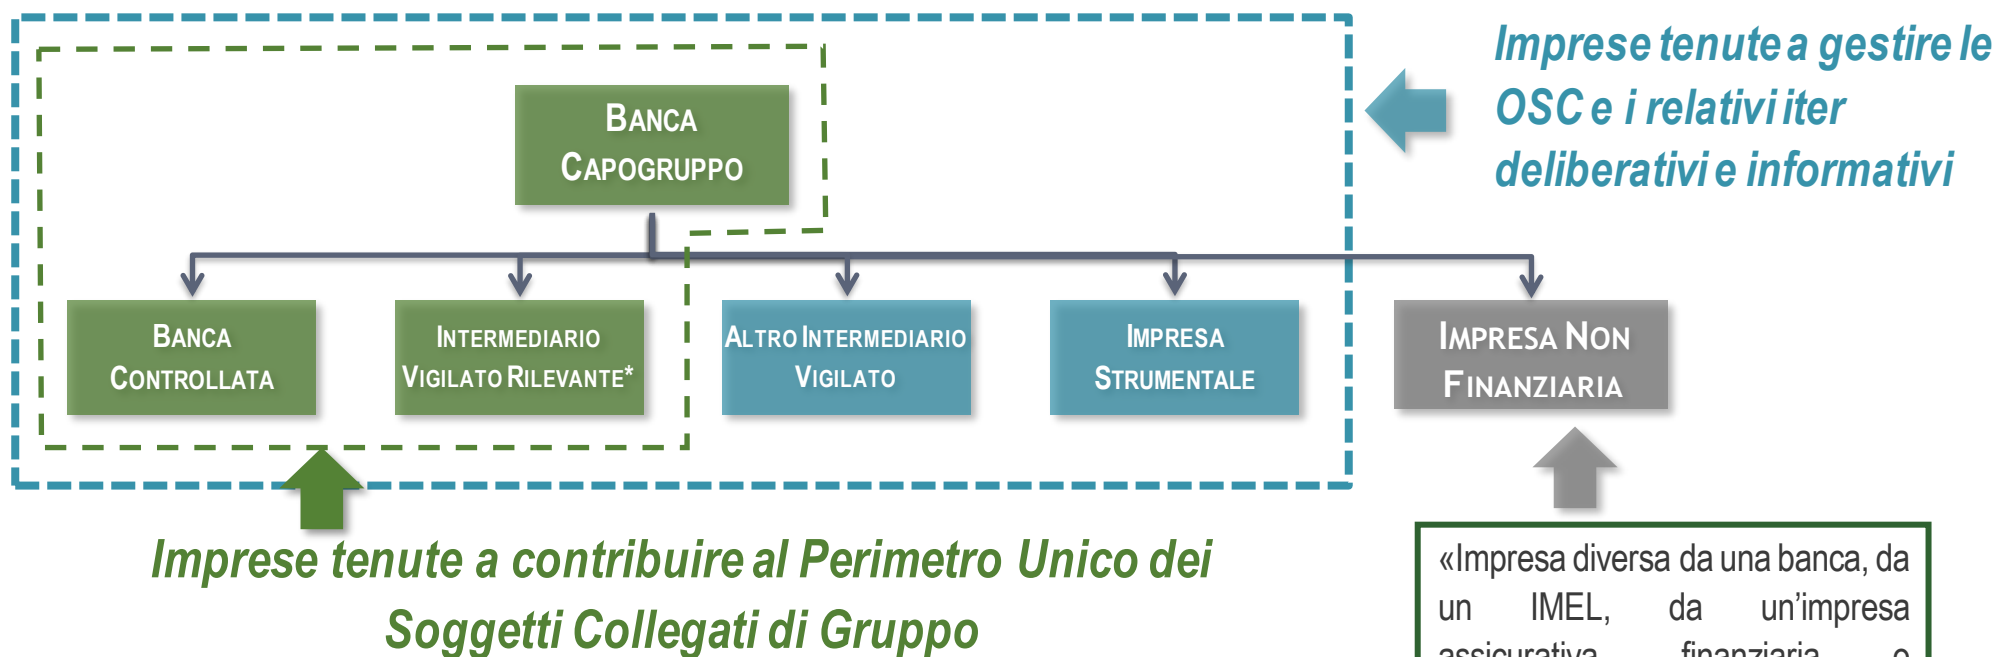 Imprese tenute a gestire le
OSC e i relativi iter
deliberativi e informativi
BANCA
CAPOGRUPPO
BANCA
CONTROLLATA
INTERMEDIARIO
VIGILATO RILEVANTE*
ALTRO INTERMEDIARIO
VIGILATO
IMPRESA
STRUMENTALE
IMPRESA NON
FINANZIARIA
Imprese tenute a contribuire al Perimetro Unico dei
Soggetti Collegati di Gruppo
«Impresa diversa da una banca, da
un IMEL, da un'impresa
assicurativa, finanziaria o